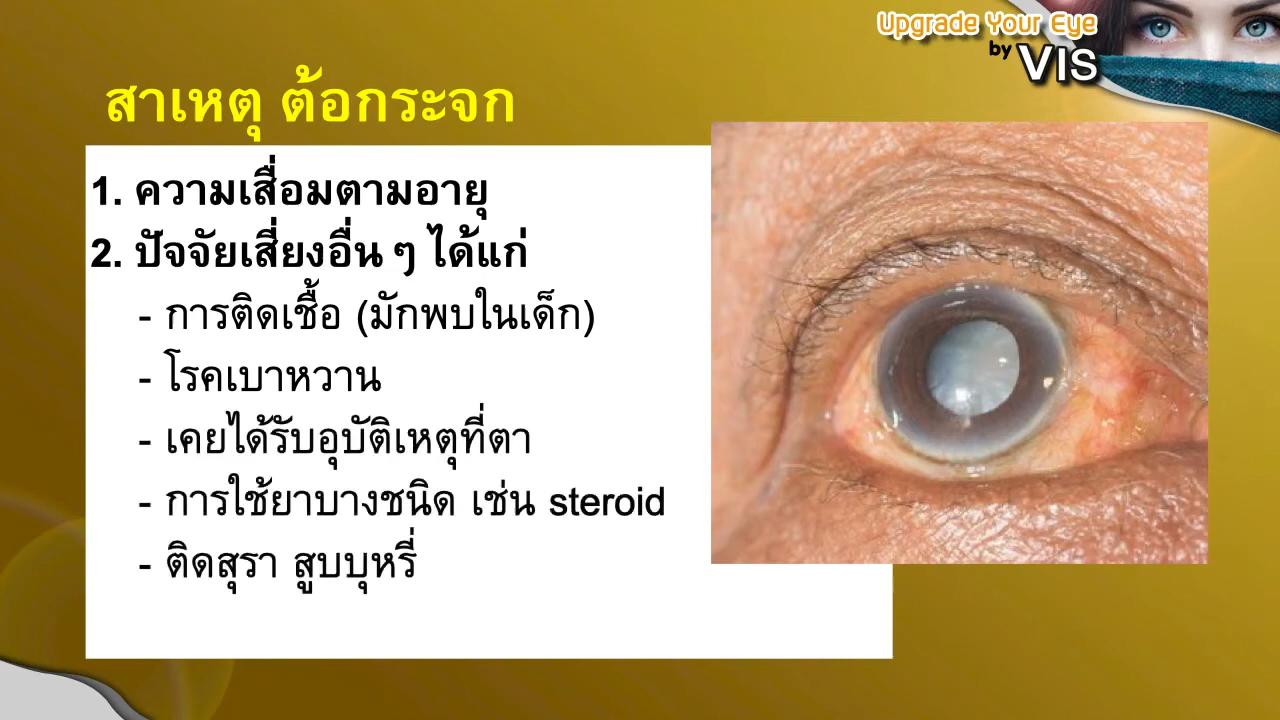 Upgrade Your Eye
by VIS
สาเหตุ ต้อกระจก
1. ความเสื่อมตามอายุ
2. ปัจจัยเสี่ยงอื่น ๆ ได้แก่
- การติดเชื้อ (มักพบในเด็ก)
- โรคเบาหวาน
- เคยได้รับอุบัติเหตุที่ตา
- การใช้ยาบางชนิด เช่น steroid
- ติดสุรา สูบบุหรี่